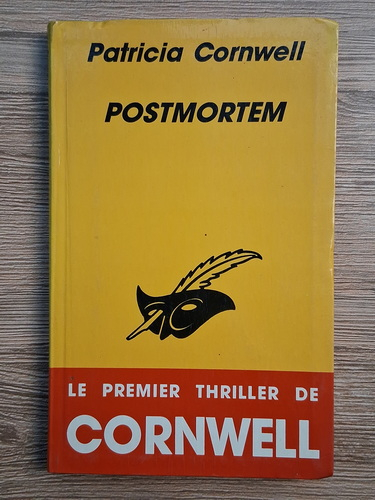 Patricia Cornwell
POSTMORTEM
LE PREMIER THRILLER DE
CORNWELL